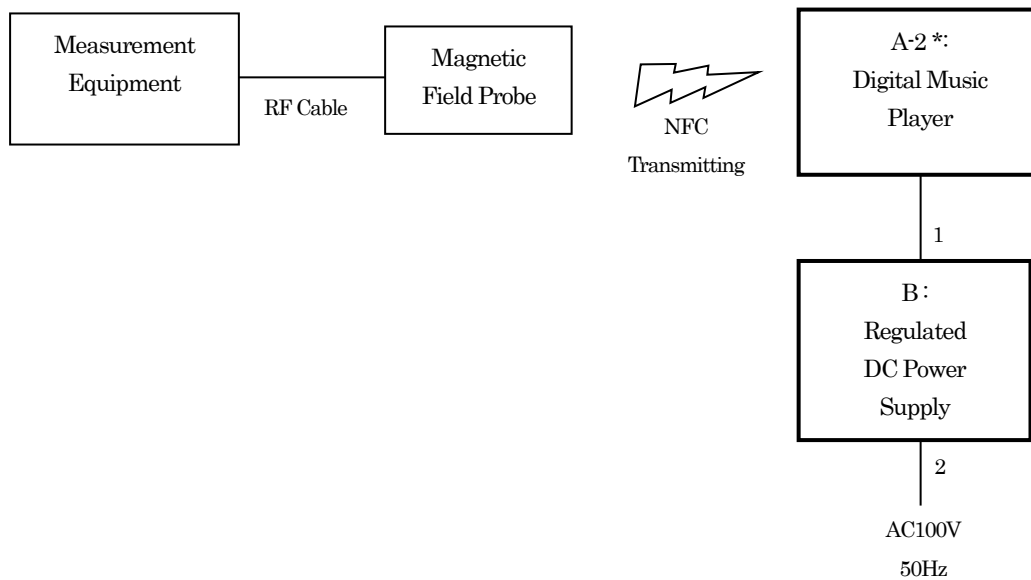 Measurement
Equipment
RF Cable
Magnetic
Field Probe
NFC
Transmitting
A-2 *:
Digital Music
Player
1
B:
Regulated
DC Power
Supply
2
AC100V
50Hz